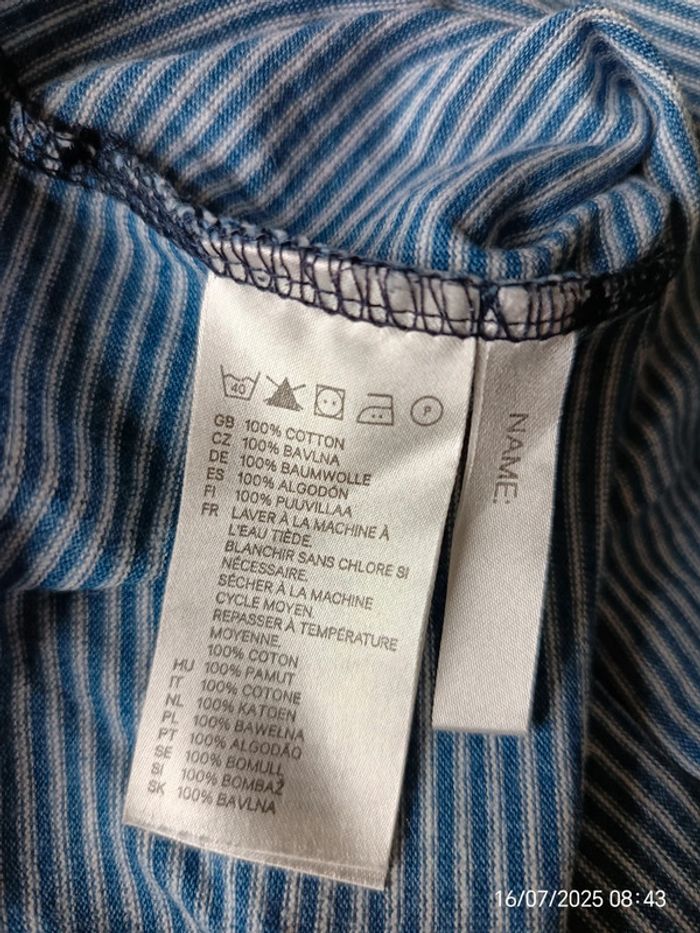 40
P
GB 100% COTTON
CZ 100% BAVLNA
DE 100% BAUMWOLLE
ES 100% ALGODÓN
FI 100% PUUVILLAA
FR LAVER À LA MACHINE À
L'EAU TIÈDE.
BLANCHIR SANS CHLORE SI
NÉCESSAIRE.
SÉCHER À LA MACHINE
CYCLE MOYEN.
REPASSER À TEMPÉRATURE
MOYENNE.
100% COTON
HU 100% PAMUT
IT 100% COTONE
NL 100% KATOEN
PL 100% BAWEŁNA
PT 100% ALGODÃO
SE 100% BOMULL
SI 100% BOMBAŽ
SK 100% BAVLNA
NAME:
16/07/2025 08:43